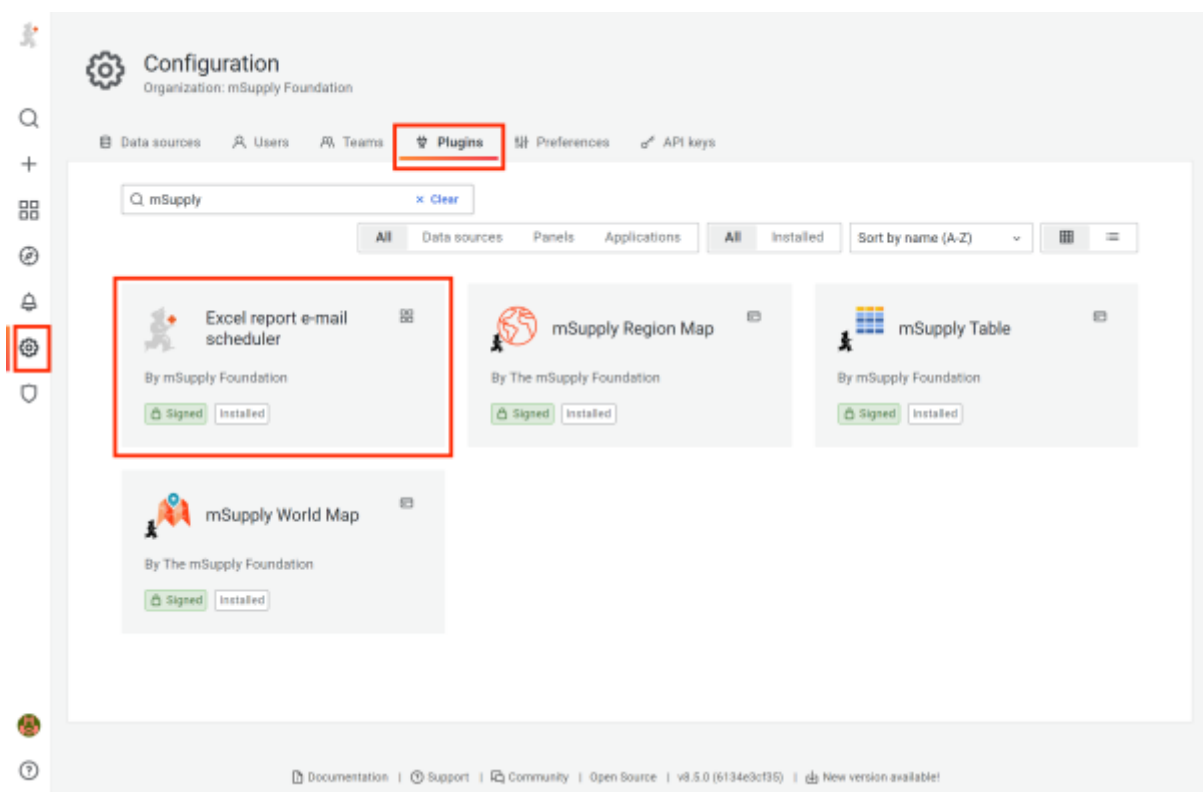 Configuration
Organization: mSupply Foundation
Data sources Users Teams Plugins Preferences API keys
mSupply × Clear
All Data sources Panels Applications All Installed Sort by name (A-Z)
Excel report e-mail scheduler
By mSupply Foundation
Signed Installed
mSupply Region Map
By The mSupply Foundation
Signed Installed
mSupply Table
By mSupply Foundation
Signed Installed
mSupply World Map
By The mSupply Foundation
Signed Installed
Documentation | Support | Community | Open Source | v8.5.0 (6134e3cf35) | New version available!